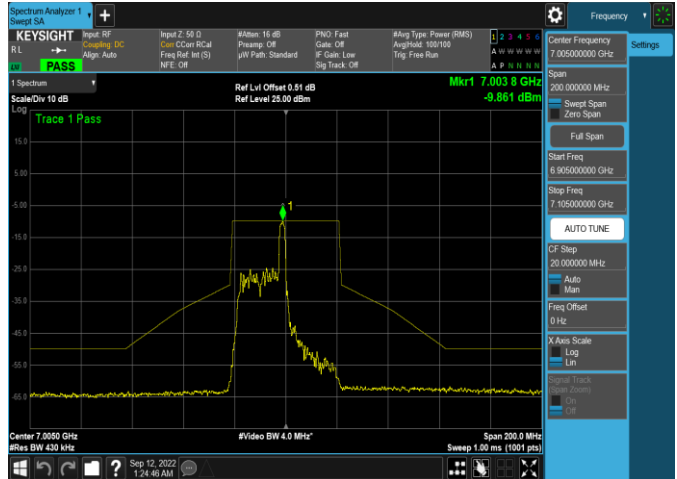 Spectrum Analyzer 1
Swept SA
Frequency
KEYSIGHT
RL
PASS
Input: RF
Coupling: DC
Align: Auto
Input Z: 50 Ω
Corr CCorr RCal
Freq Ref: Int (S)
NFE: Off
#Atten: 16 dB
Preamp: Off
µW Path: Standard
PNO: Fast
Gate: Off
IF Gain: Low
Sig Track: Off
#Avg Type: Power (RMS)
Avg|Hold: 100/100
Trig: Free Run
1 2 3 4 5 6
A W W W W W
A P N N N N
1 Spectrum
Scale/Div 10 dB
Log
Ref Lvl Offset 0.51 dB
Ref Level 25.00 dBm
Mkr1 7.003 8 GHz
-9.861 dBm
Trace 1 Pass
15.0
5.00
-5.00
-15.0
-25.0
-35.0
-45.0
-55.0
-65.0
1
Center 7.0050 GHz
#Res BW 430 kHz
#Video BW 4.0 MHz*
Span 200.0 MHz
Sweep 1.00 ms (1001 pts)
Sep 12, 2022
1:24:46 AM
Center Frequency
7.005000000 GHz
Settings
Span
200.000000 MHz
Swept Span
Zero Span
Full Span
Start Freq
6.905000000 GHz
Stop Freq
7.105000000 GHz
AUTO TUNE
CF Step
20.000000 MHz
Auto
Man
Freq Offset
0 Hz
X Axis Scale
Log
Lin
Signal Track
(Span Zoom)
On
Off